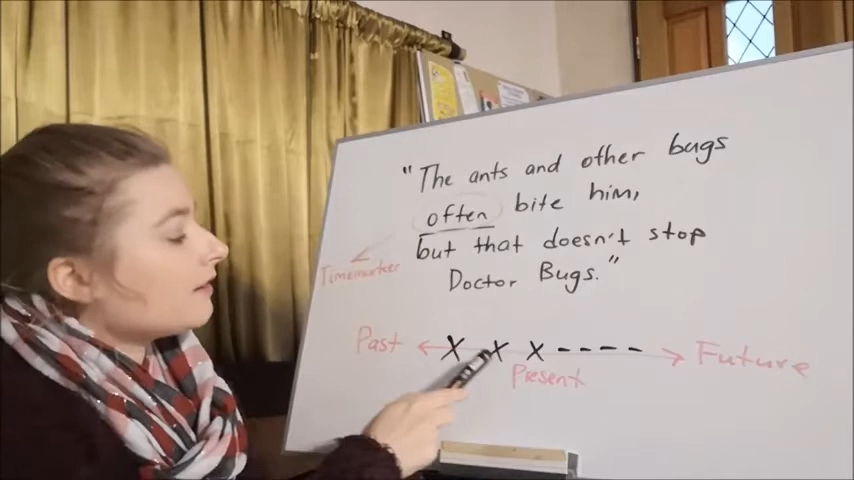 "The ants and other bugs
often bite him,
but that doesn't stop
Doctor Bugs."
Timemarker
Past X X X ---- Future
Present